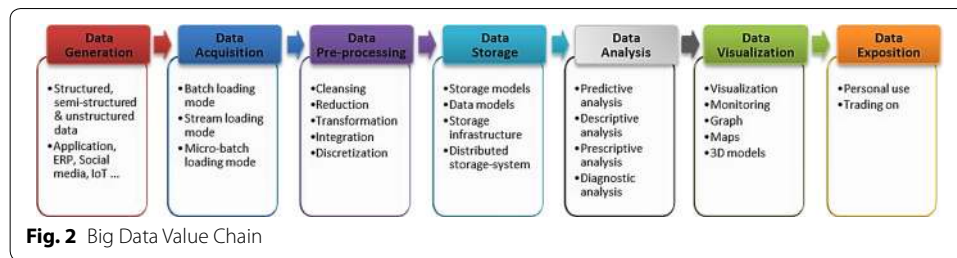 Data Generation
•Structured,
semi-structured
& unstructured
data
•Application,
ERP, Social
media, IoT ...
Data Acquisition
•Batch loading
mode
•Stream loading
mode
•Micro-batch
loading mode
Data Pre-processing
•Cleansing
•Reduction
•Transformation
•Integration
•Discretization
Data Storage
•Storage models
•Data models
•Storage
infrastructure
•Distributed
storage-system
Data Analysis
•Predictive
analysis
•Descriptive
analysis
•Prescriptive
analysis
•Diagnostic
analysis
Data Visualization
•Visualization
•Monitoring
•Graph
•Maps
•3D models
Data Exposition
•Personal use
•Trading on
Fig. 2 Big Data Value Chain